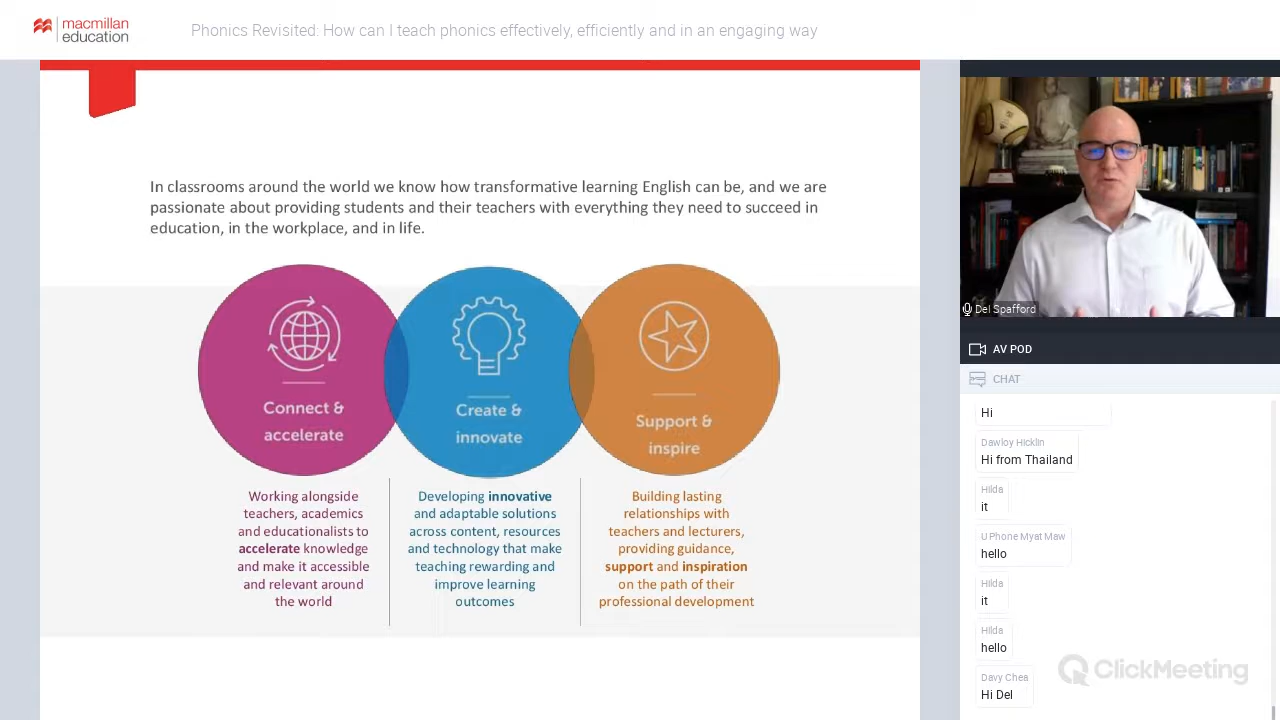 macmillan
education
Phonics Revisited: How can I teach phonics effectively, efficiently and in an engaging way
In classrooms around the world we know how transformative learning English can be, and we are
passionate about providing students and their teachers with everything they need to succeed in
education, in the workplace, and in life.
Connect &
accelerate
Create &
innovate
Support &
inspire
Working alongside
teachers, academics
and educationalists to
accelerate knowledge
and make it accessible
and relevant around
the world
Developing innovative
and adaptable solutions
across content, resources
and technology that make
teaching rewarding and
improve learning
outcomes
Building lasting
relationships with
teachers and lecturers,
providing guidance,
support and inspiration
on the path of their
professional development
Del Spafford
AV POD
CHAT
Hi
Dawloy Hicklin
Hi from Thailand
Hilda
it
U Phone Myat Maw
hello
Hilda
it
Hilda
hello
Davy Chea
Hi Del
ClickMeeting